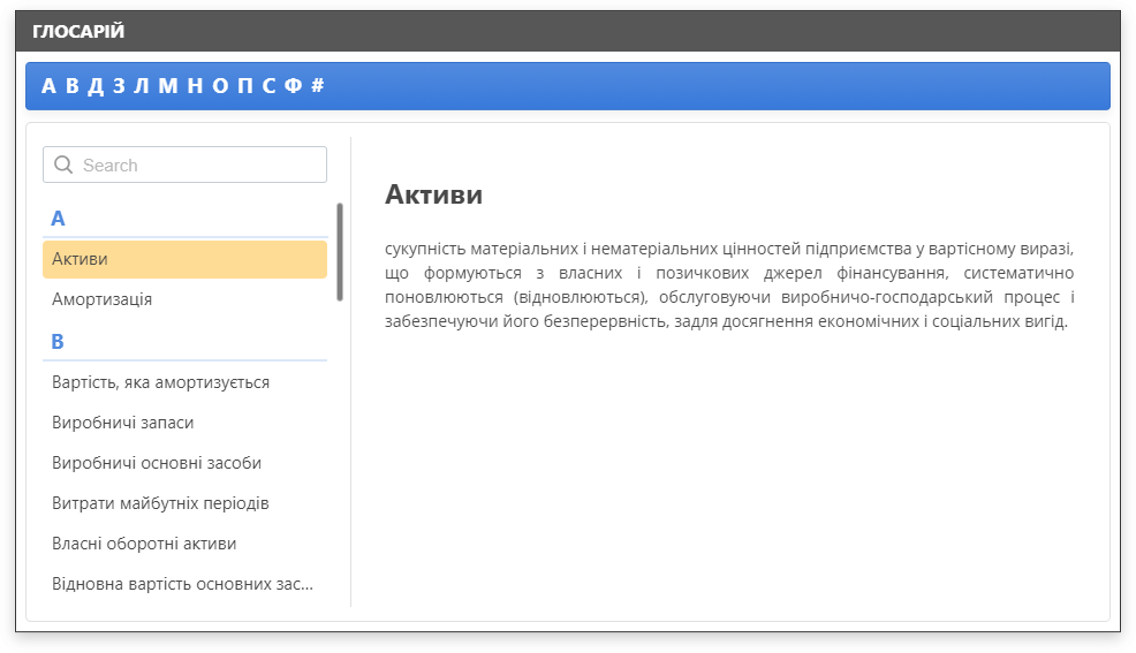 ГЛОСАРІЙ
А В Д З Л М Н О П С Ф #
Search
А
Активи
Амортизація
В
Вартість, яка амортизується
Виробничі запаси
Виробничі основні засоби
Витрати майбутніх періодів
Власні оборотні активи
Відновна вартість основних зас...
Активи
сукупність матеріальних і нематеріальних цінностей підприємства у вартісному виразі,
що формуються з власних і позичкових джерел фінансування, систематично
поновлюються (відновлюються), обслуговуючи виробничо-господарський процес і
забезпечуючи його безперервність, задля досягнення економічних і соціальних вигід.